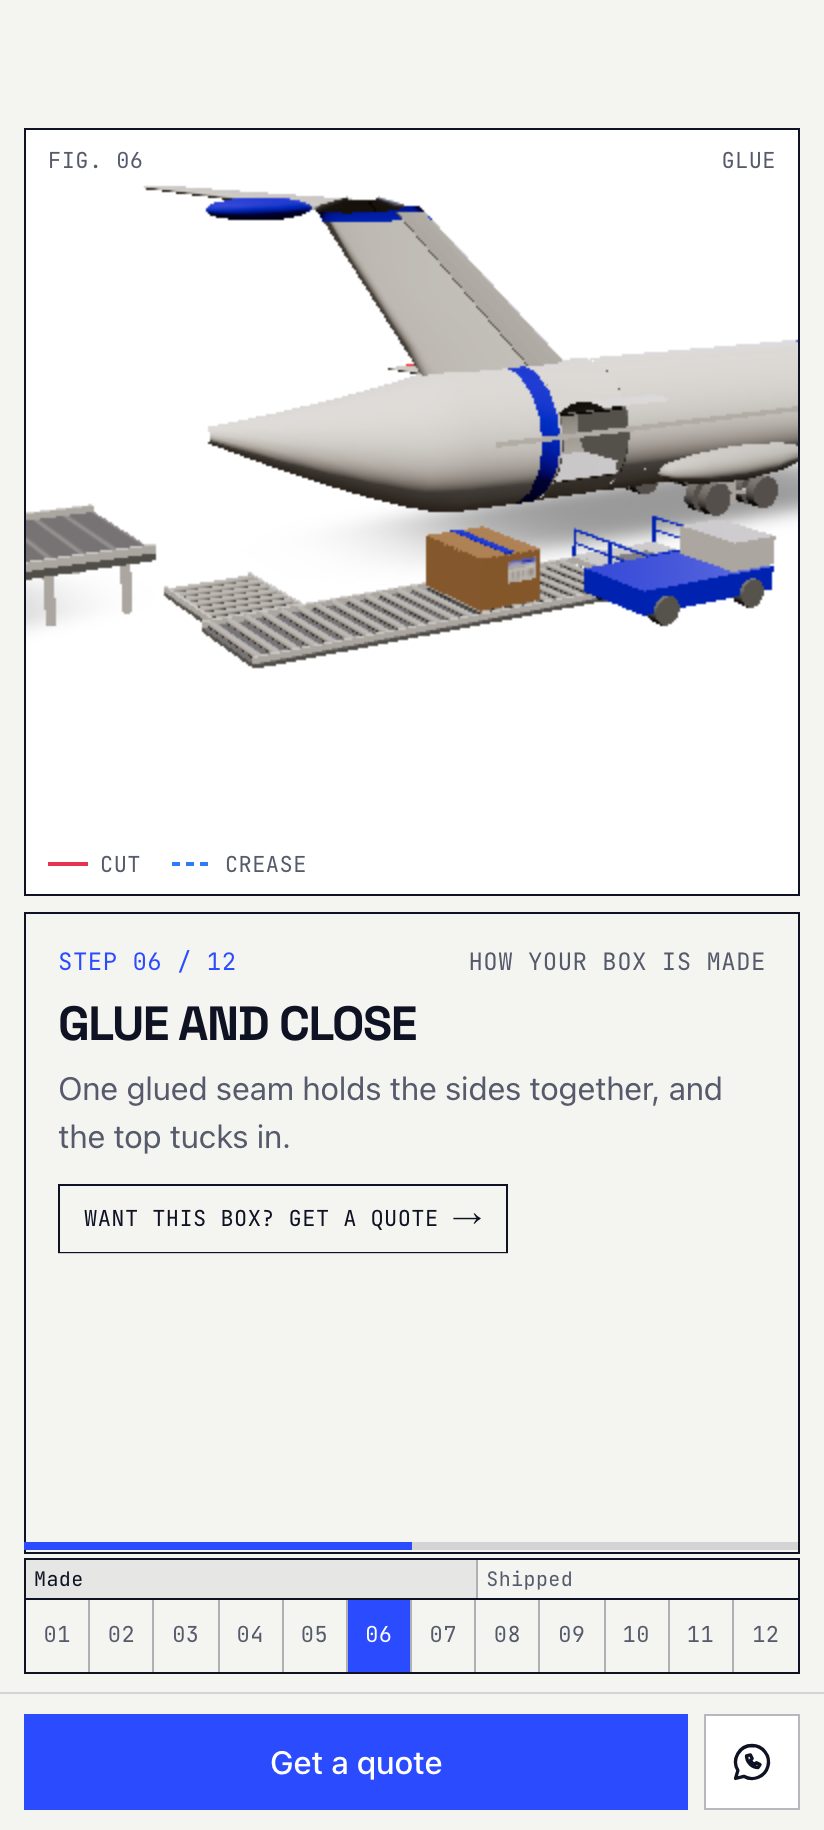 FIG. 06
GLUE
CUT
CREASE
STEP 06 / 12
HOW YOUR BOX IS MADE
GLUE AND CLOSE
One glued seam holds the sides together, and
the top tucks in.
WANT THIS BOX? GET A QUOTE →
Made
Shipped
01 02 03 04 05 06 07 08 09 10 11 12
Get a quote